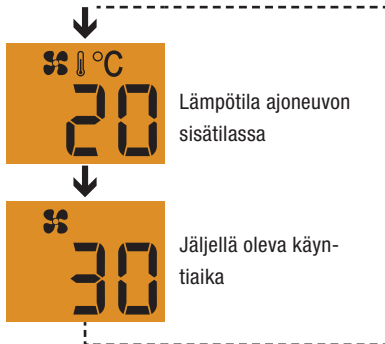 °C
20
Lämpötila ajoneuvon
sisätilassa
30
Jäljellä oleva käyn-
tiaika